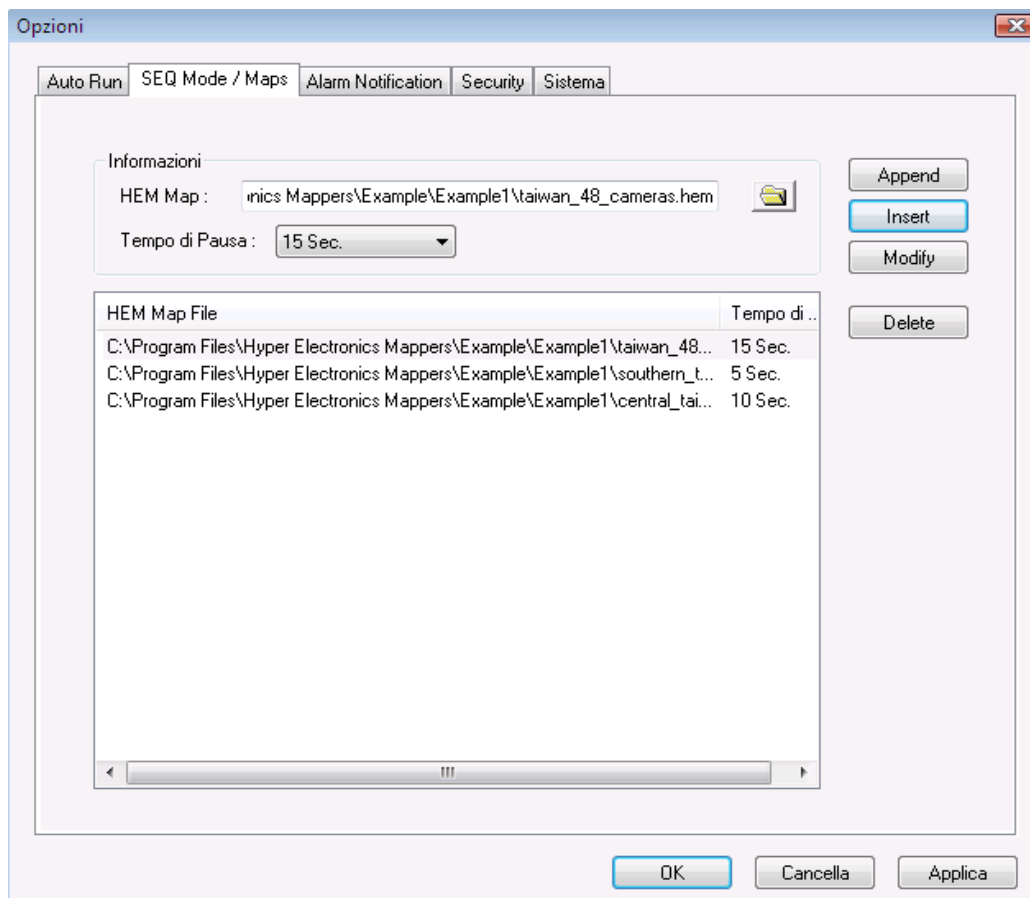 Opzioni
Auto Run SEQ Mode / Maps Alarm Notification Security Sistema
Informazioni
HEM Map : nics Mappers\Example\Example1\taiwan_48_cameras.hem
Tempo di Pausa : 15 Sec.
Append
Insert
Modify
Delete
HEM Map File Tempo di ..
C:\Program Files\Hyper Electronics Mappers\Example\Example1\taiwan_48... 15 Sec.
C:\Program Files\Hyper Electronics Mappers\Example\Example1\southern_t... 5 Sec.
C:\Program Files\Hyper Electronics Mappers\Example\Example1\central_tai... 10 Sec.
OK Cancella Applica